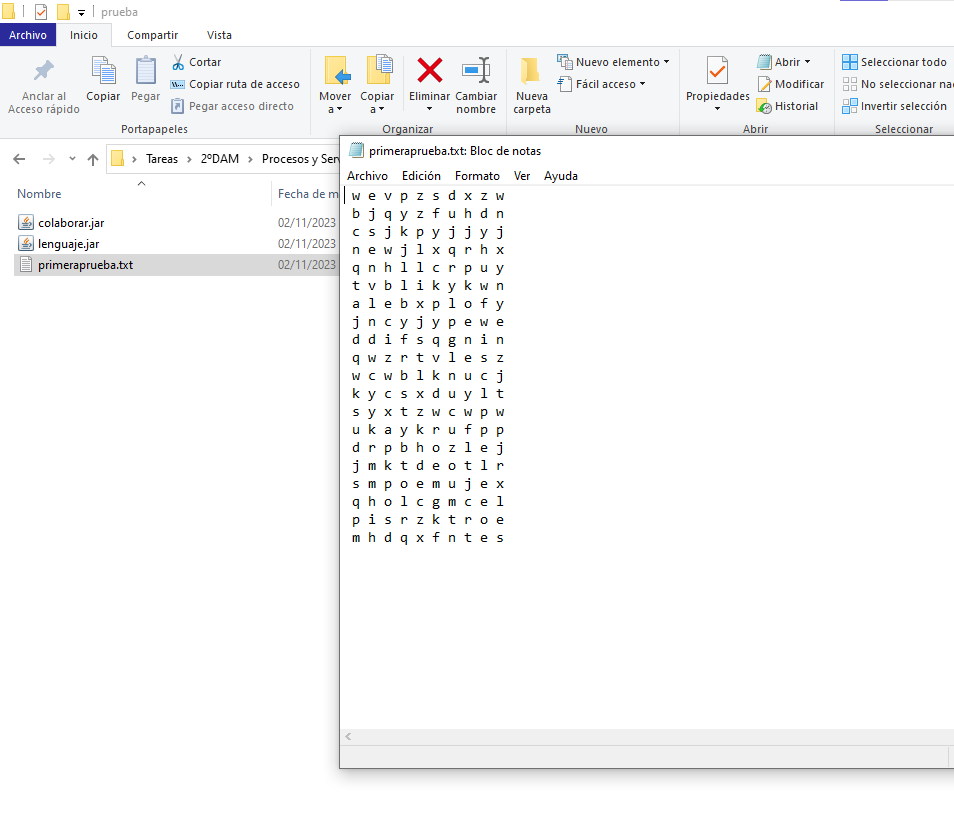 prueba
Archivo Inicio Compartir Vista
Anclar al Acceso rápido
Copiar
Pegar
Cortar
Copiar ruta de acceso
Pegar acceso directo
Portapapeles
Mover a
Copiar a
Eliminar
Cambiar nombre
Organizar
Nueva carpeta
Nuevo elemento
Fácil acceso
Nuevo
Propiedades
Abrir
Modificar
Historial
Abrir
Seleccionar todo
No seleccionar na
Invertir selección
Seleccionar
Tareas > 2ºDAM > Procesos y Ser
Nombre Fecha de m
colaborar.jar 02/11/2023
lenguaje.jar 02/11/2023
primeraprueba.txt 02/11/2023
primeraprueba.txt: Bloc de notas
Archivo Edición Formato Ver Ayuda
w e v p z s d x z w
b j q y z f u h d n
c s j k p y j j y j
n e w j l x q r h x
q n h l l c r p u y
t v b l i k y k w n
a l e b x p l o f y
j n c y j y p e w e
d d i f s q g n i n
q w z r t v l e s z
w c w b l k n u c j
k y c s x d u y l t
s y x t z w c w p w
u k a y k r u f p p
d r p b h o z l e j
j m k t d e o t l r
s m p o e m u j e x
q h o l c g m c e l
p i s r z k t r o e
m h d q x f n t e s